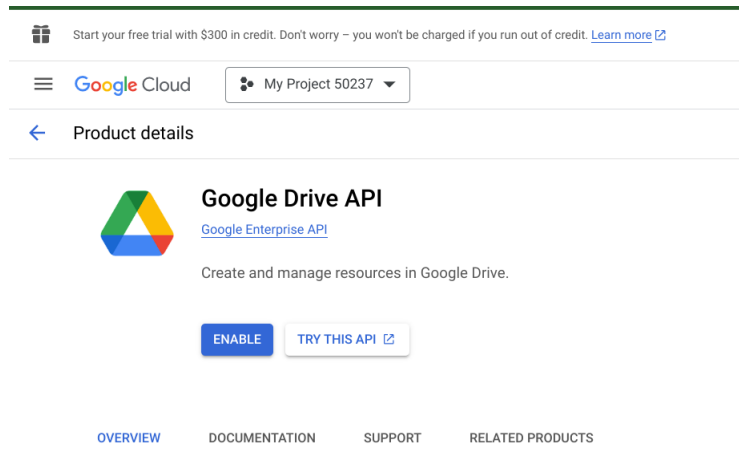 Start your free trial with $300 in credit. Don't worry – you won't be charged if you run out of credit. Learn more
Google Cloud
My Project 50237
Product details
Google Drive API
Google Enterprise API
Create and manage resources in Google Drive.
ENABLE
TRY THIS API
OVERVIEW DOCUMENTATION SUPPORT RELATED PRODUCTS